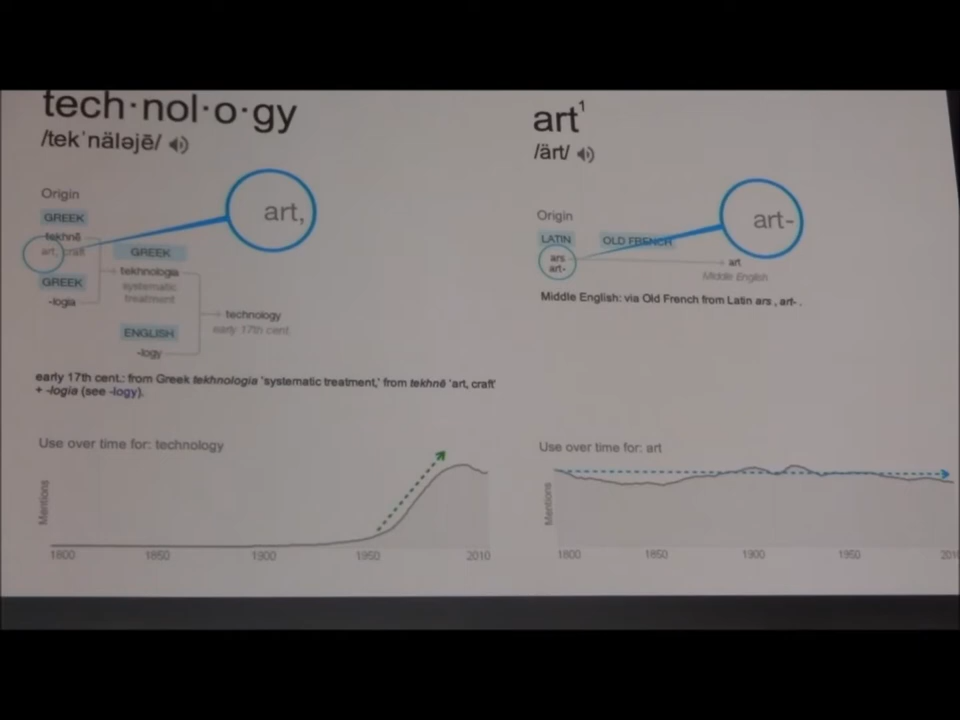 tech·nol·o·gy
/tekˈnäləjē/
Origin
GREEK
tekhnē
art, craft
art,
GREEK
-logia
GREEK
tekhnologia
systematic
treatment
ENGLISH
-logy
technology
early 17th cent.
early 17th cent.: from Greek tekhnologia 'systematic treatment,' from tekhnē 'art, craft'
+ -logia (see -logy).
Use over time for: technology
Mentions
1800 1850 1900 1950 2010
art¹
/ärt/
Origin
LATIN
ars
art-
art-
OLD FRENCH
art
Middle English
Middle English: via Old French from Latin ars , art- .
Use over time for: art
Mentions
1800 1850 1900 1950 201